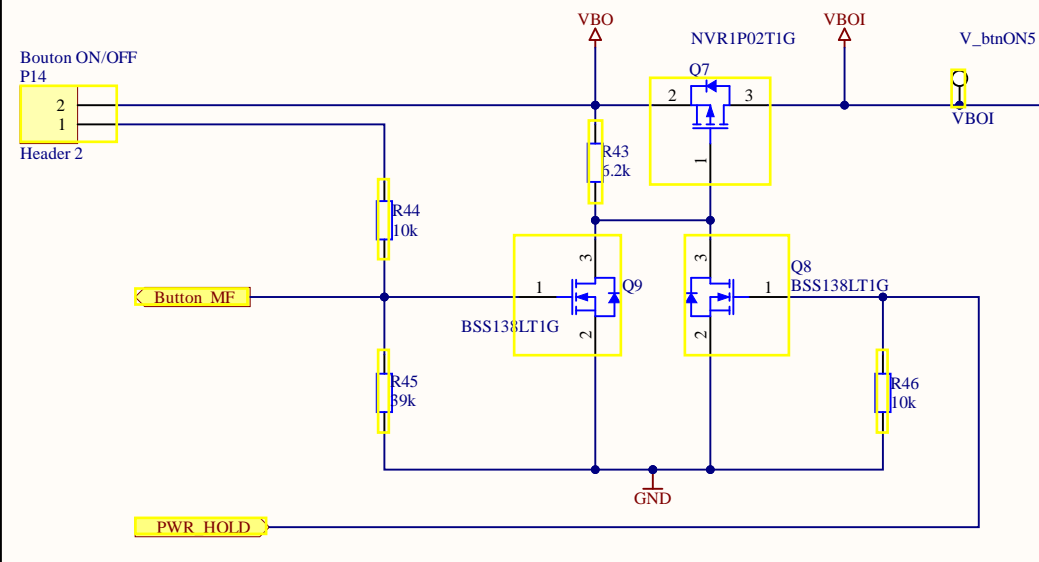 VBO
VBOI
NVR1P02T1G
V_btnON5
Bouton ON/OFF
P14
Q7
2
1
2
3
VBOI
Header 2
R43
6.2k
1
R44
10k
3
3
Q8
BSS138LT1G
Button_MF
1
Q9
1
BSS138LT1G
2
2
R45
39k
R46
10k
GND
PWR_HOLD